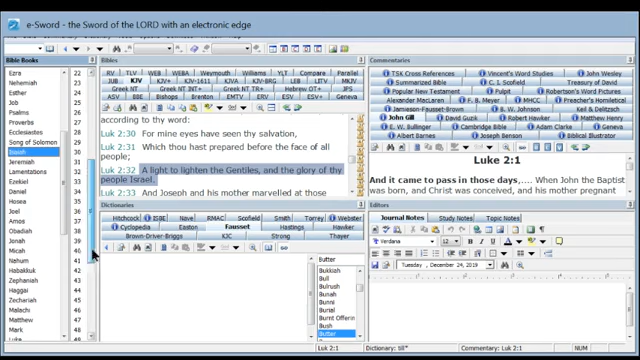 e-Sword - the Sword of the LORD with an electronic edge
Bible Books
Ezra 22
Nehemiah 23
Esther 24
Job 25
Psalms 26
Proverbs 27
Ecclesiastes 28
Song of Solomon 29
Isaiah 30
Jeremiah 31
Lamentations 32
Ezekiel 33
Daniel 34
Hosea 35
Joel 36
Amos 37
Obadiah 38
Jonah 39
Micah 40
Nahum 41
Habakkuk 42
Zephaniah 43
Haggai 44
Zechariah 45
Malachi 46
Matthew 47
Mark 48
Bibles
RV TLV WEB WEBA Weymouth Williams YLT Compare Parallel
JUB KJV KJV+ KJV-1611 KJVA KJV-BRG LEB LITV MKJV
Greek NT Greek NT INT+ Greek NT TR+ Hebrew OT+ JFS
ASV BBE Bishops Brenton EMTV ERV ESV ESV+ Geneva
according to thy word:
Luk 2:30 For mine eyes have seen thy salvation,
Luk 2:31 Which thou hast prepared before the face of all
people;
Luk 2:32 A light to lighten the Gentiles, and the glory of thy
people Israel.
Luk 2:33 And Joseph and his mother marvelled at those
Dictionaries
Hitchcock ISBE Nave RMAC Scofield Smith Torrey Webster
Cyclopedia Easton Fausset
Brown-Driver-Briggs KJC Strong Thayer
Butter
Bukkiah
Bull
Bulrush
Bunah
Bunni
Burial
Burnt Offerin
Bush
Butter
Commentaries
TSK Cross References Vincent's Word Studies John Wesley
Summarized Bible C. I. Scofield Treasury of David
Popular New Testament Pulpit Robertson's Word Pictures
Alexander MacLaren F. B. Meyer MHCC Preacher's Homiletical
Jamieson-Fausset-Brown JFB KD Lange Luther
John Gill David Guzik Robert Hawker Matthew Henry
E. W. Bullinger Cambridge Bible Adam Clarke Geneva
Albert Barnes Joseph Benson Bengel Biblical Illustrator
Luke 2:1
And it came to pass in those days,.... When John the Baptist
was born, and Christ was conceived, and his mother pregnant
Editors
Journal Notes Study Notes Topic Notes
Verdana 12
Tuesday , December 24, 2019
Luk 2:1 Dictionary: till* Commentary: Luk 2:1 NUM